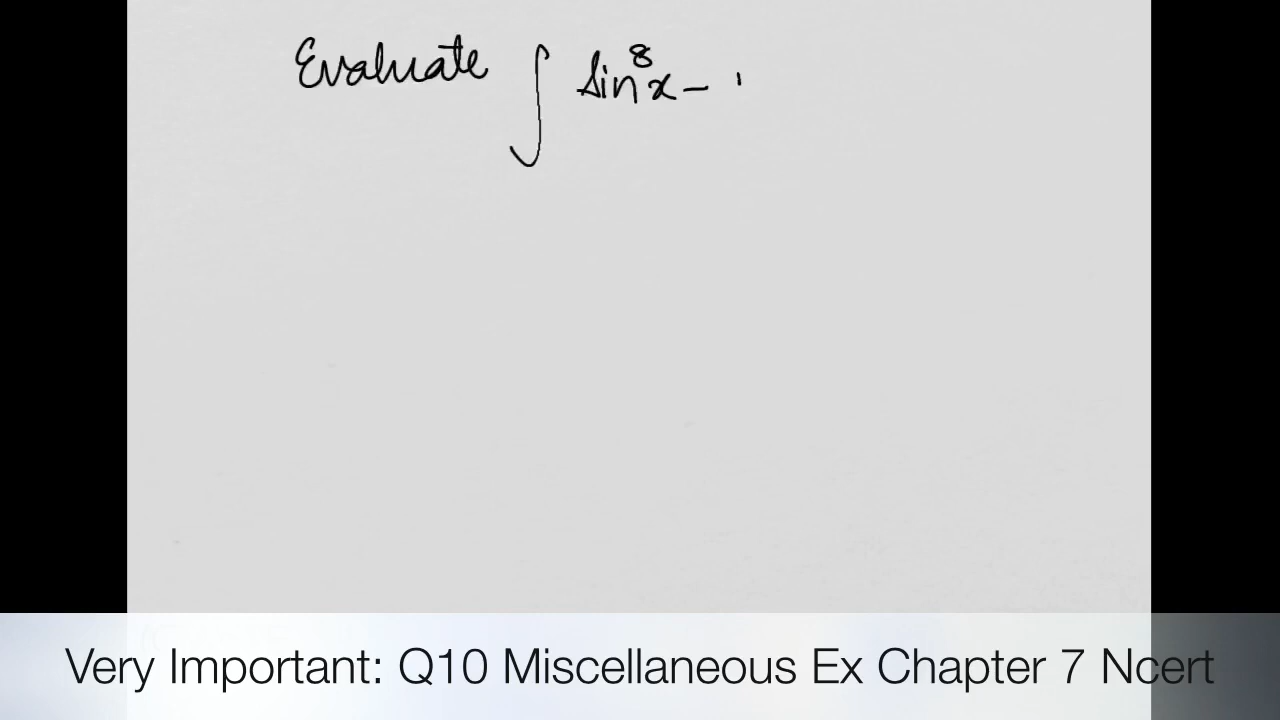 Evaluate ∫ sin⁸x –
Very Important: Q10 Miscellaneous Ex Chapter 7 Ncert